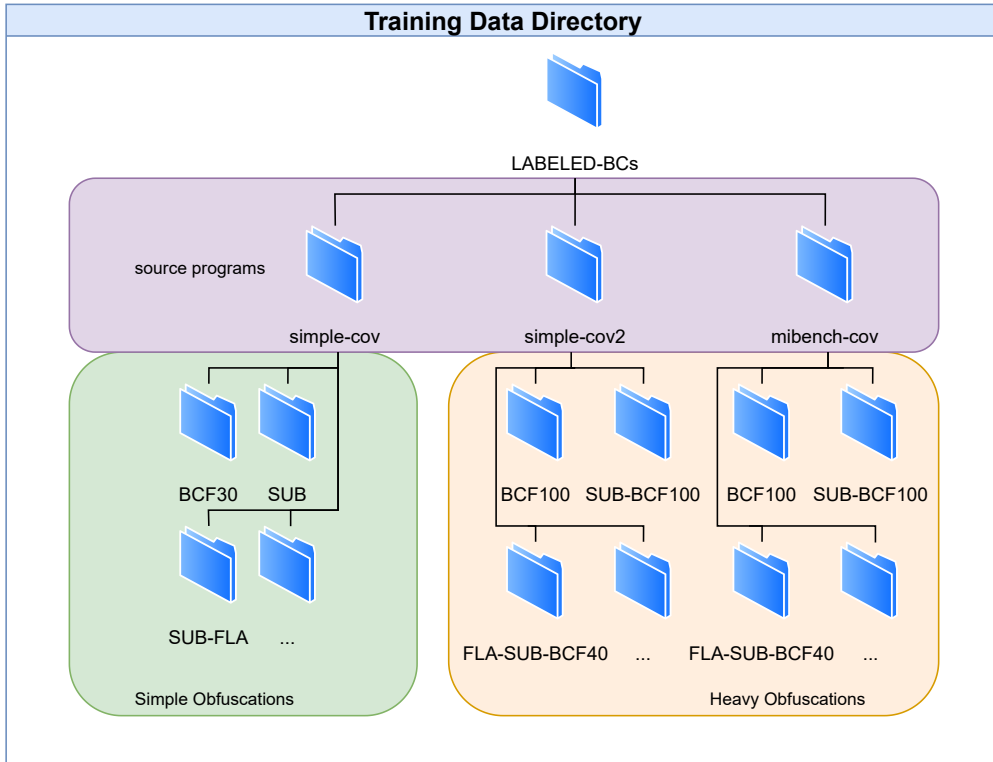 Training Data Directory
LABELED-BCs
source programs
simple-cov
simple-cov2
mibench-cov
BCF30
SUB
BCF100
SUB-BCF100
BCF100
SUB-BCF100
SUB-FLA
...
FLA-SUB-BCF40
...
FLA-SUB-BCF40
...
Simple Obfuscations
Heavy Obfuscations